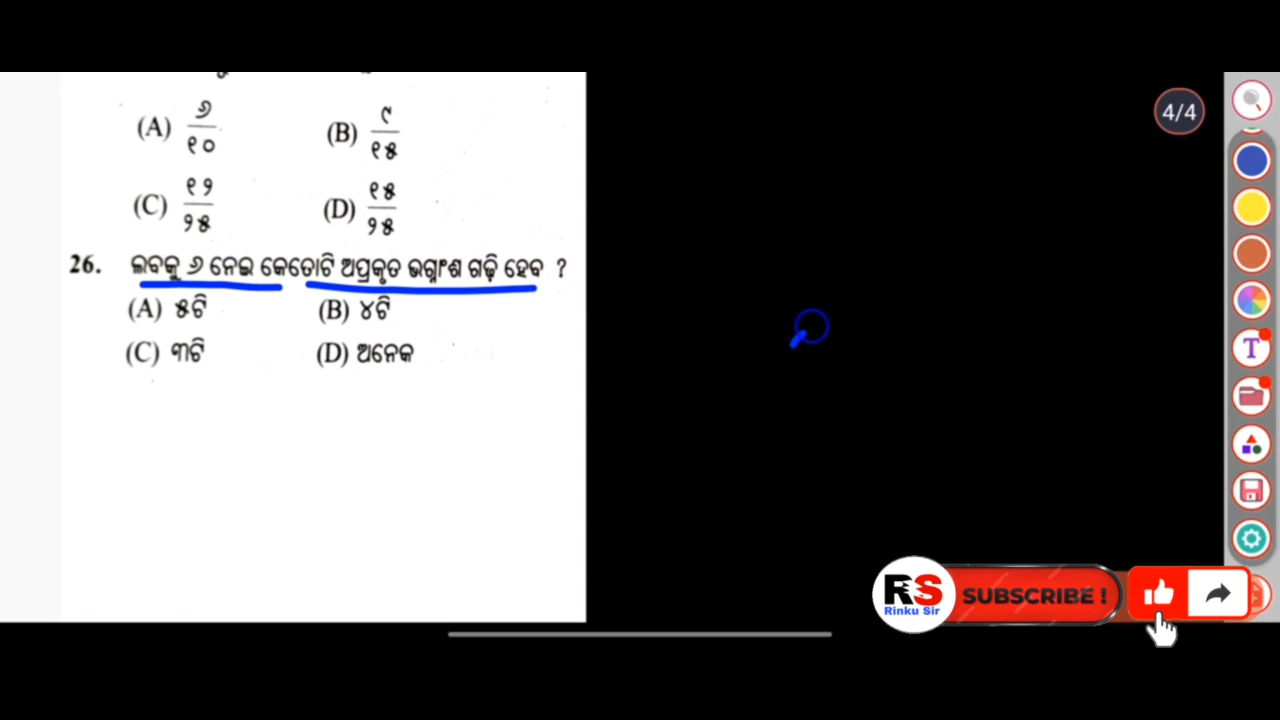 4/4
(A) ୬/୧୦ (B) ୯/୧୫
(C) ୧୨/୨୫ (D) ୧୫/୨୫
26. ଲବକୁ ୬ ନେଇ କେତୋଟି ଅପ୍ରକୃତ ଭଗ୍ନାଂଶ ଗଢ଼ି ହେବ ?
(A) ୫ଟି (B) ୪ଟି
(C) ୩ଟି (D) ଅନେକ
T
RS
Rinku Sir
SUBSCRIBE !